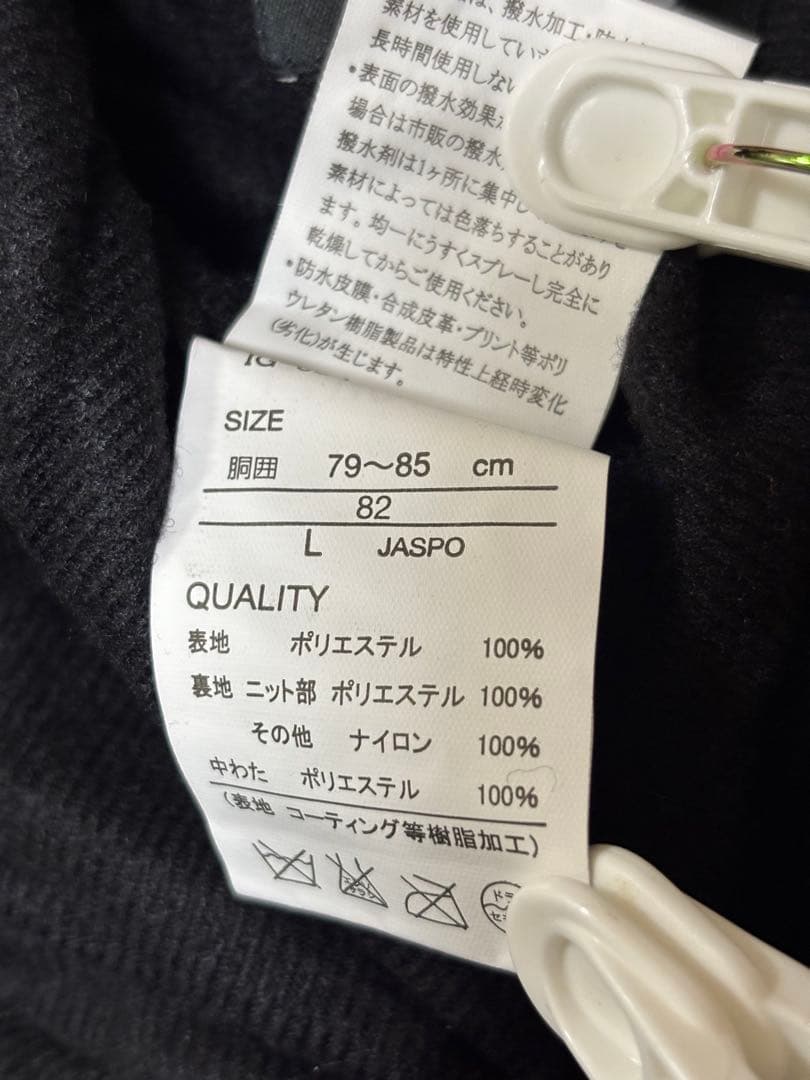 は、撥水加工・防
素材を使用してい
長時間使用しない
・表面の撥水効果
場合は市販の撥水
撥水剤は1ヶ所に集中し
素材によっては色落ちすることがあり
ます。均一にうすくスプレーし完全に
乾燥してからご使用ください。
・防水皮膜・合成皮革・プリント等ポリ
ウレタン樹脂製品は特性上経時変化
(劣化)が生じます。
SIZE
胴囲 79～85 cm
82
L JASPO
QUALITY
表地 ポリエステル 100%
裏地 ニット部 ポリエステル 100%
その他 ナイロン 100%
中わた ポリエステル 100%
(表地 コーティング等樹脂加工)